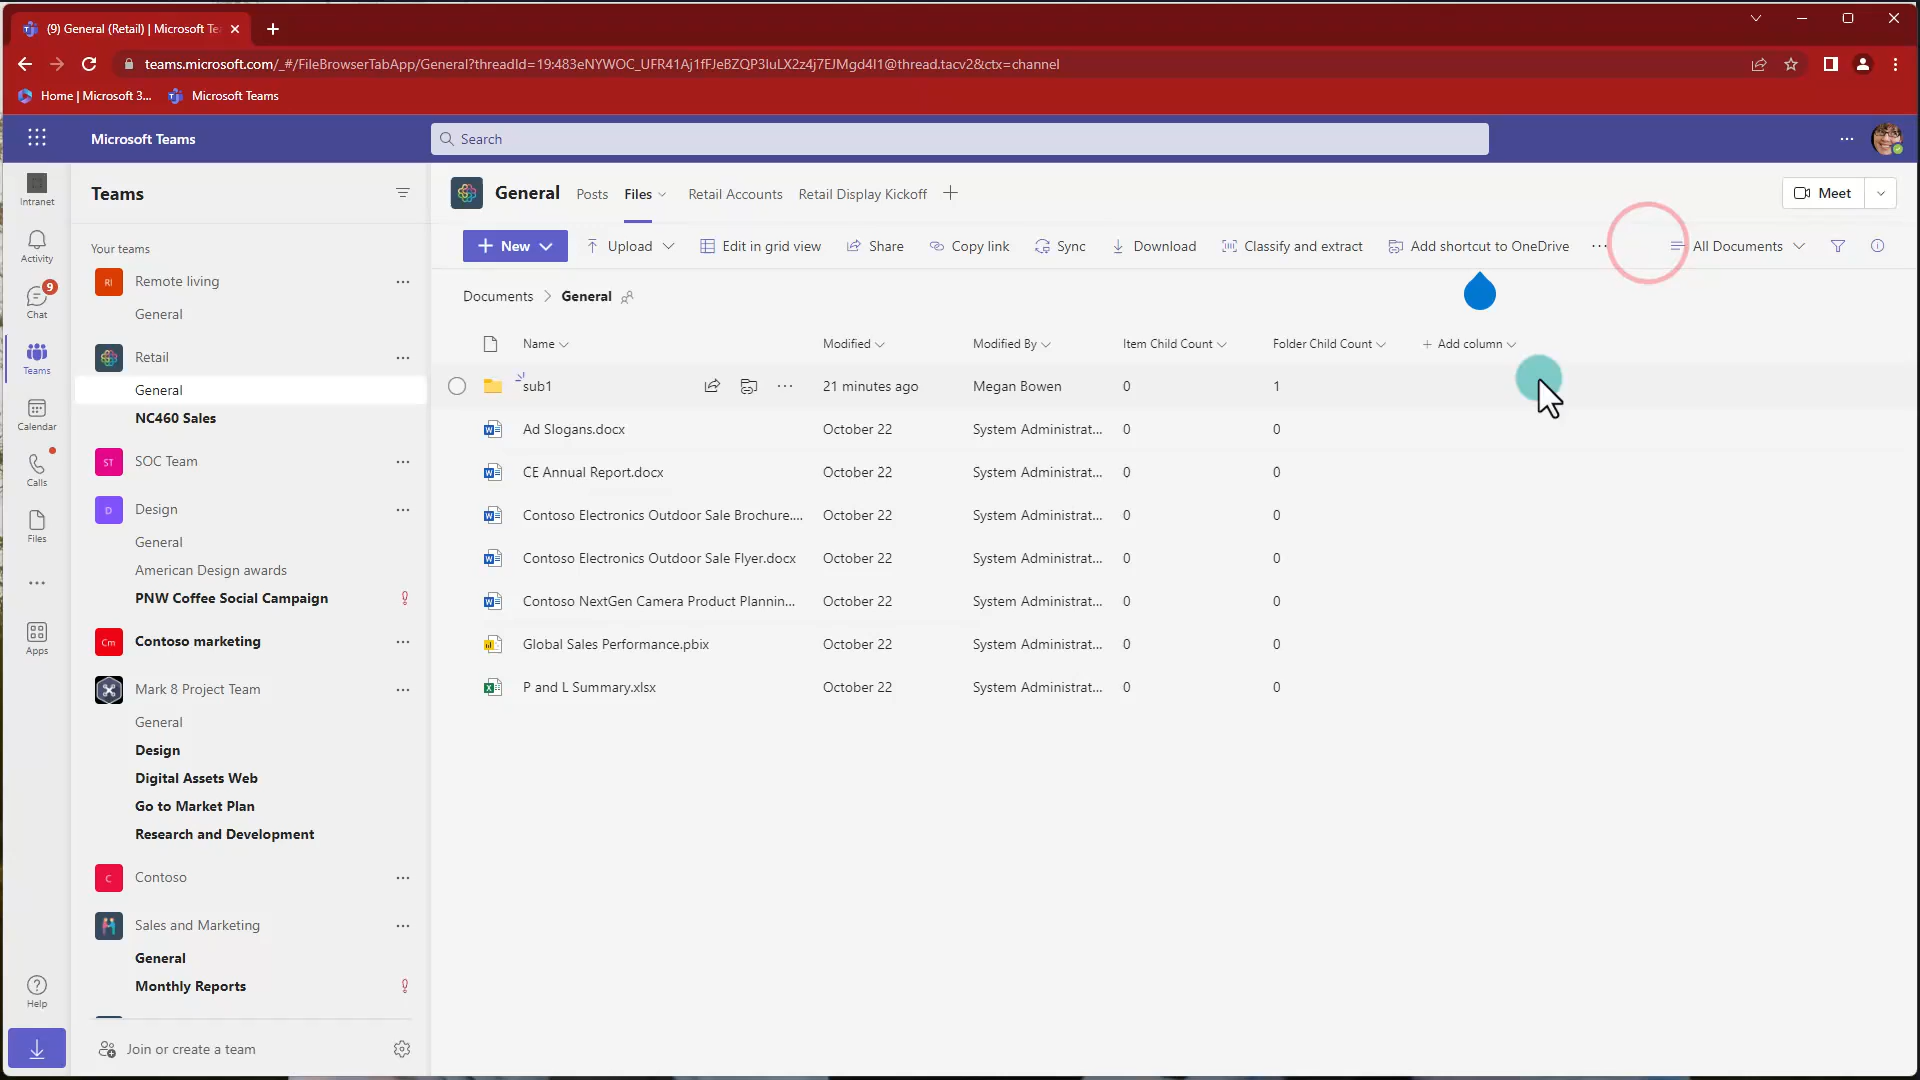 (9) General (Retail) | Microsoft Te
teams.microsoft.com/_#/FileBrowserTabApp/General?threadId=19:483eNYWOC_UFR41Aj1fFJeBZQP3IuLX2z4j7EJMgd4I1@thread.tacv2&ctx=channel
Home | Microsoft 3... Microsoft Teams
Microsoft Teams
Search
Intranet
Activity
9
Chat
Teams
Calendar
Calls
Files
Apps
Help
Teams
Your teams
Rl Remote living
General
Retail
General
NC460 Sales
ST SOC Team
D Design
General
American Design awards
PNW Coffee Social Campaign
Cm Contoso marketing
Mark 8 Project Team
General
Design
Digital Assets Web
Go to Market Plan
Research and Development
C Contoso
Sales and Marketing
General
Monthly Reports
Join or create a team
General Posts Files Retail Accounts Retail Display Kickoff
Meet
New Upload Edit in grid view Share Copy link Sync Download Classify and extract Add shortcut to OneDrive ... All Documents
Documents > General
Name Modified Modified By Item Child Count Folder Child Count + Add column
sub1 21 minutes ago Megan Bowen 0 1
Ad Slogans.docx October 22 System Administrat... 0 0
CE Annual Report.docx October 22 System Administrat... 0 0
Contoso Electronics Outdoor Sale Brochure.... October 22 System Administrat... 0 0
Contoso Electronics Outdoor Sale Flyer.docx October 22 System Administrat... 0 0
Contoso NextGen Camera Product Plannin... October 22 System Administrat... 0 0
Global Sales Performance.pbix October 22 System Administrat... 0 0
P and L Summary.xlsx October 22 System Administrat... 0 0